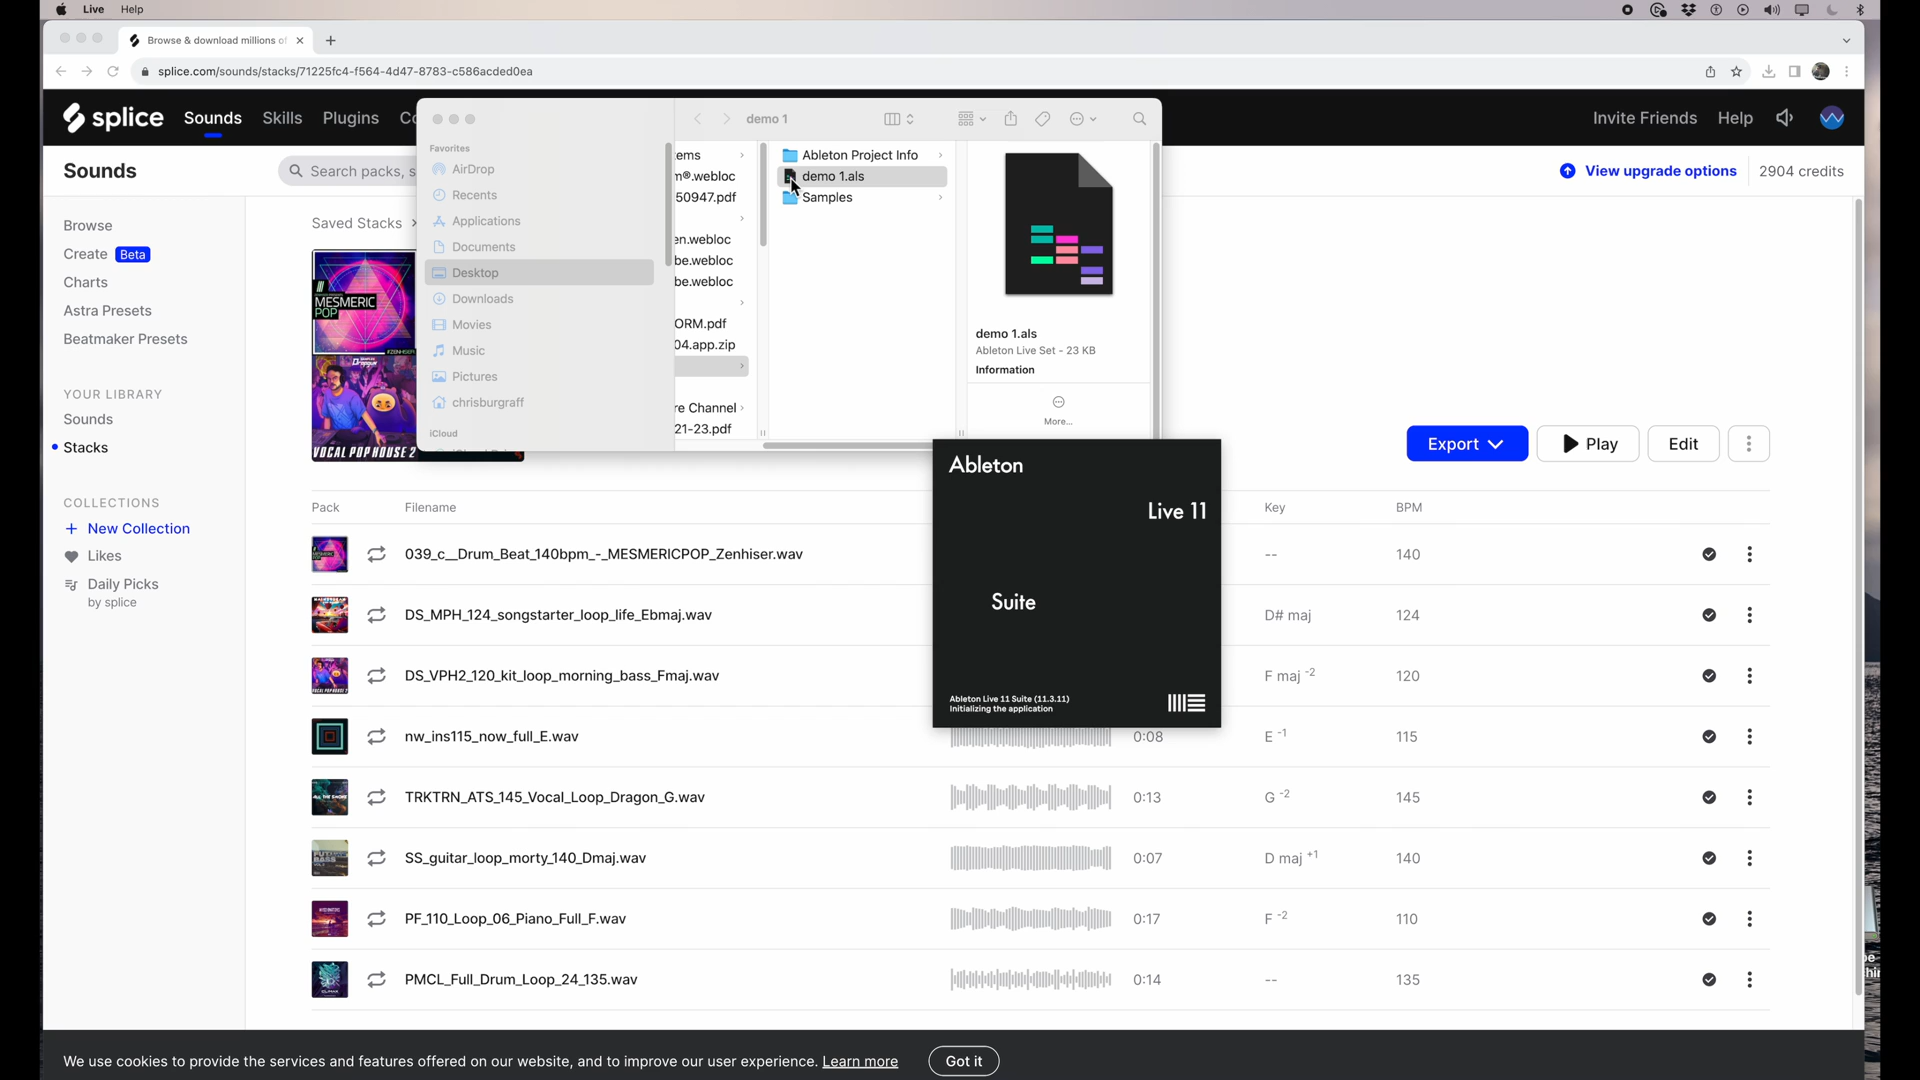 Live Help
Browse & download millions of
splice.com/sounds/stacks/71225fc4-f564-4d47-8783-c586acded0ea
splice Sounds Skills Plugins Co
Invite Friends Help
demo 1
Favorites
AirDrop
Recents
Applications
Documents
Desktop
Downloads
Movies
Music
Pictures
chrisburgraff
iCloud
ems
m®.webloc
50947.pdf
en.webloc
be.webloc
be.webloc
ORM.pdf
04.app.zip
re Channel
21-23.pdf
Ableton Project Info
demo 1.als
Samples
demo 1.als
Ableton Live Set - 23 KB
Information
More...
Sounds
Search packs, s
View upgrade options
2904 credits
Browse
Create Beta
Charts
Astra Presets
Beatmaker Presets
YOUR LIBRARY
Sounds
Stacks
COLLECTIONS
+ New Collection
Likes
Daily Picks
by splice
Saved Stacks
MESMERIC
POP
VOCAL POP HOUSE 2
Export
Play
Edit
Ableton
Live 11
Suite
Ableton Live 11 Suite (11.3.11)
Initializing the application
Pack Filename Key BPM
039_c__Drum_Beat_140bpm_-_MESMERICPOP_Zenhiser.wav -- 140
DS_MPH_124_songstarter_loop_life_Ebmaj.wav D# maj 124
DS_VPH2_120_kit_loop_morning_bass_Fmaj.wav F maj -2 120
nw_ins115_now_full_E.wav 0:08 E -1 115
TRKTRN_ATS_145_Vocal_Loop_Dragon_G.wav 0:13 G -2 145
SS_guitar_loop_morty_140_Dmaj.wav 0:07 D maj +1 140
PF_110_Loop_06_Piano_Full_F.wav 0:17 F -2 110
PMCL_Full_Drum_Loop_24_135.wav 0:14 -- 135
We use cookies to provide the services and features offered on our website, and to improve our user experience. Learn more
Got it